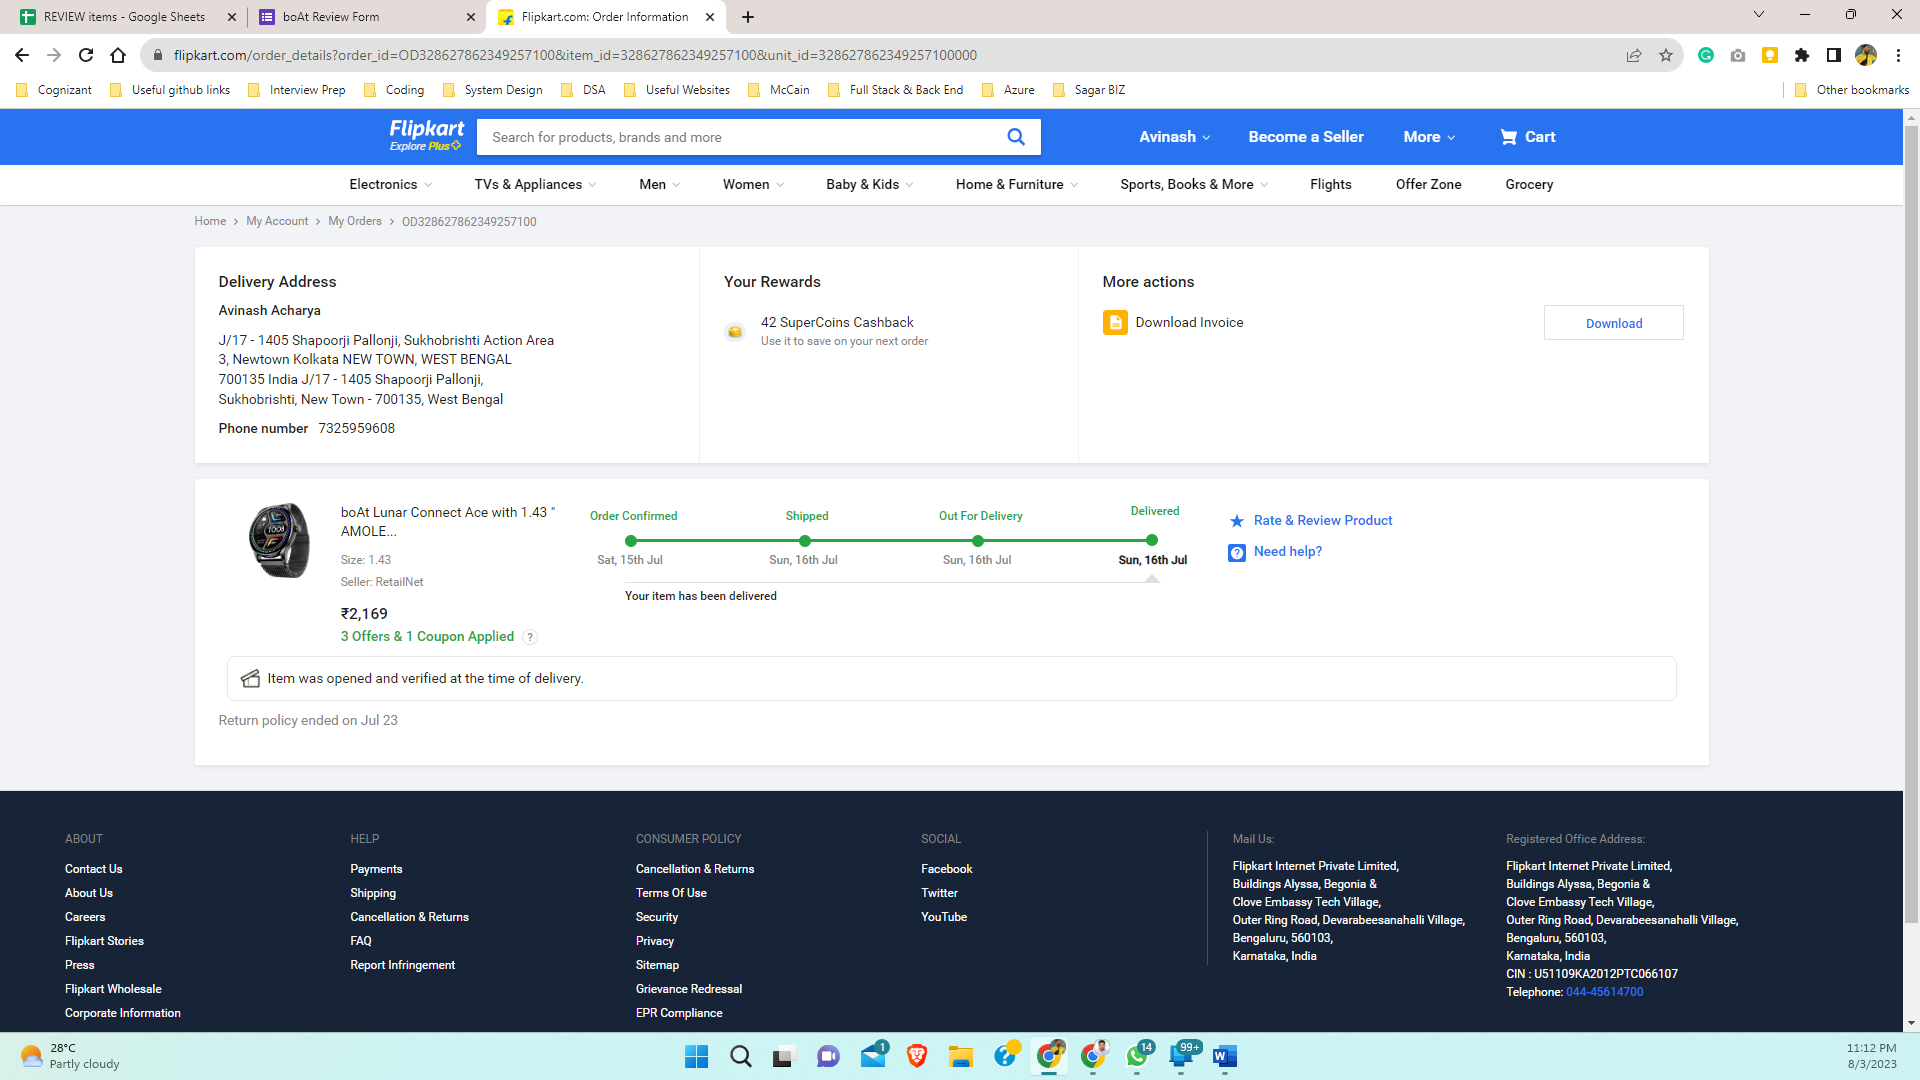 REVIEW items - Google Sheets
boAt Review Form
Flipkart.com: Order Information
flipkart.com/order_details?order_id=OD328627862349257100&item_id=328627862349257100&unit_id=328627862349257100000
Cognizant
Useful github links
Interview Prep
Coding
System Design
DSA
Useful Websites
McCain
Full Stack & Back End
Azure
Sagar BIZ
Other bookmarks
Flipkart
Explore Plus
Search for products, brands and more
Avinash
Become a Seller
More
Cart
Electronics
TVs & Appliances
Men
Women
Baby & Kids
Home & Furniture
Sports, Books & More
Flights
Offer Zone
Grocery
Home
My Account
My Orders
OD328627862349257100
Delivery Address
Avinash Acharya
J/17 - 1405 Shapoorji Pallonji, Sukhobrishti Action Area
3, Newtown Kolkata NEW TOWN, WEST BENGAL
700135 India J/17 - 1405 Shapoorji Pallonji,
Sukhobrishti, New Town - 700135, West Bengal
Phone number 7325959608
Your Rewards
42 SuperCoins Cashback
Use it to save on your next order
More actions
Download Invoice
Download
boAt Lunar Connect Ace with 1.43 "
AMOLE...
Size: 1.43
Seller: RetailNet
₹2,169
3 Offers & 1 Coupon Applied ?
Order Confirmed
Sat, 15th Jul
Shipped
Sun, 16th Jul
Out For Delivery
Sun, 16th Jul
Delivered
Sun, 16th Jul
Your item has been delivered
Rate & Review Product
Need help?
Item was opened and verified at the time of delivery.
Return policy ended on Jul 23
ABOUT
Contact Us
About Us
Careers
Flipkart Stories
Press
Flipkart Wholesale
Corporate Information
HELP
Payments
Shipping
Cancellation & Returns
FAQ
Report Infringement
CONSUMER POLICY
Cancellation & Returns
Terms Of Use
Security
Privacy
Sitemap
Grievance Redressal
EPR Compliance
SOCIAL
Facebook
Twitter
YouTube
Mail Us:
Flipkart Internet Private Limited,
Buildings Alyssa, Begonia &
Clove Embassy Tech Village,
Outer Ring Road, Devarabeesanahalli Village,
Bengaluru, 560103,
Karnataka, India
Registered Office Address:
Flipkart Internet Private Limited,
Buildings Alyssa, Begonia &
Clove Embassy Tech Village,
Outer Ring Road, Devarabeesanahalli Village,
Bengaluru, 560103,
Karnataka, India
CIN : U51109KA2012PTC066107
Telephone: 044-45614700
28°C
Partly cloudy
1
14
99+
11:12 PM
8/3/2023